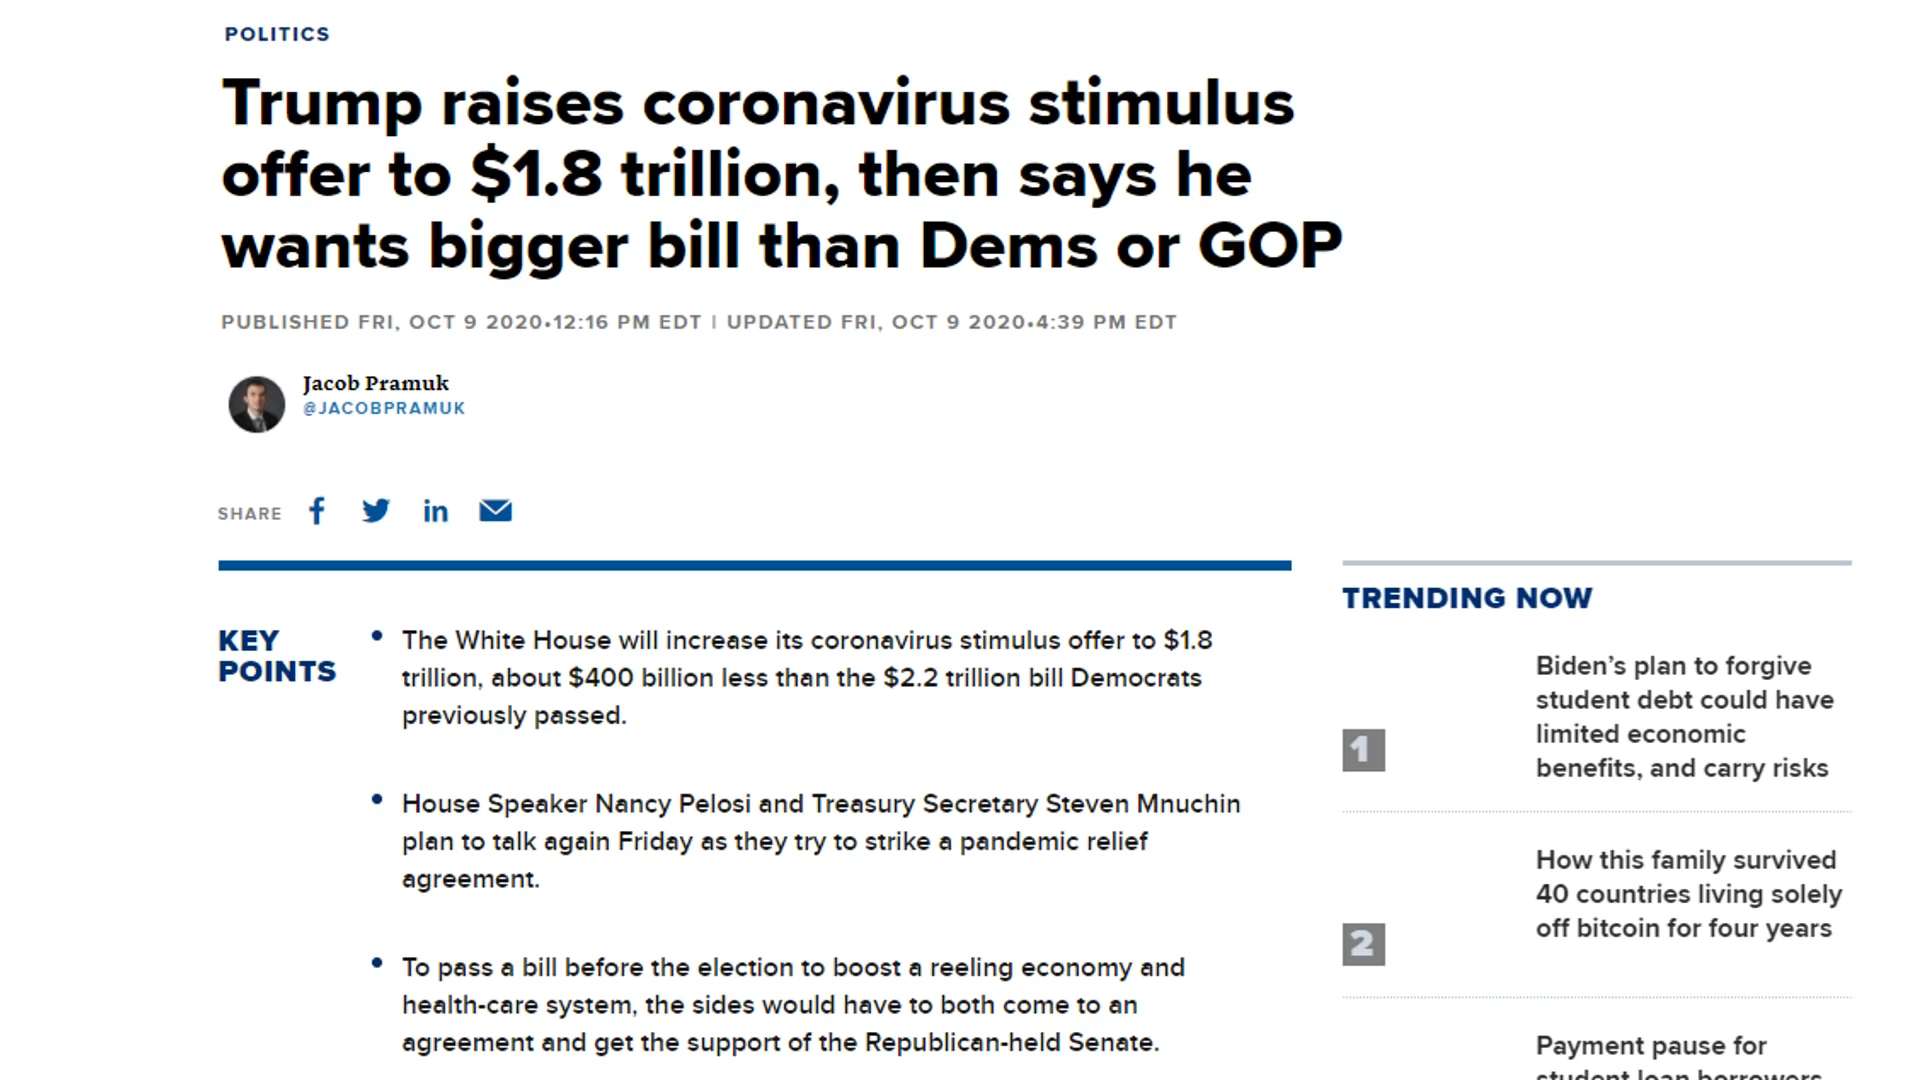 POLITICS
Trump raises coronavirus stimulus
offer to $1.8 trillion, then says he
wants bigger bill than Dems or GOP
PUBLISHED FRI, OCT 9 2020•12:16 PM EDT | UPDATED FRI, OCT 9 2020•4:39 PM EDT
Jacob Pramuk
@JACOBPRAMUK
SHARE
KEY
POINTS
The White House will increase its coronavirus stimulus offer to $1.8
trillion, about $400 billion less than the $2.2 trillion bill Democrats
previously passed.
House Speaker Nancy Pelosi and Treasury Secretary Steven Mnuchin
plan to talk again Friday as they try to strike a pandemic relief
agreement.
To pass a bill before the election to boost a reeling economy and
health-care system, the sides would have to both come to an
agreement and get the support of the Republican-held Senate.
TRENDING NOW
1
Biden's plan to forgive
student debt could have
limited economic
benefits, and carry risks
2
How this family survived
40 countries living solely
off bitcoin for four years
Payment pause for
student loan borrowers